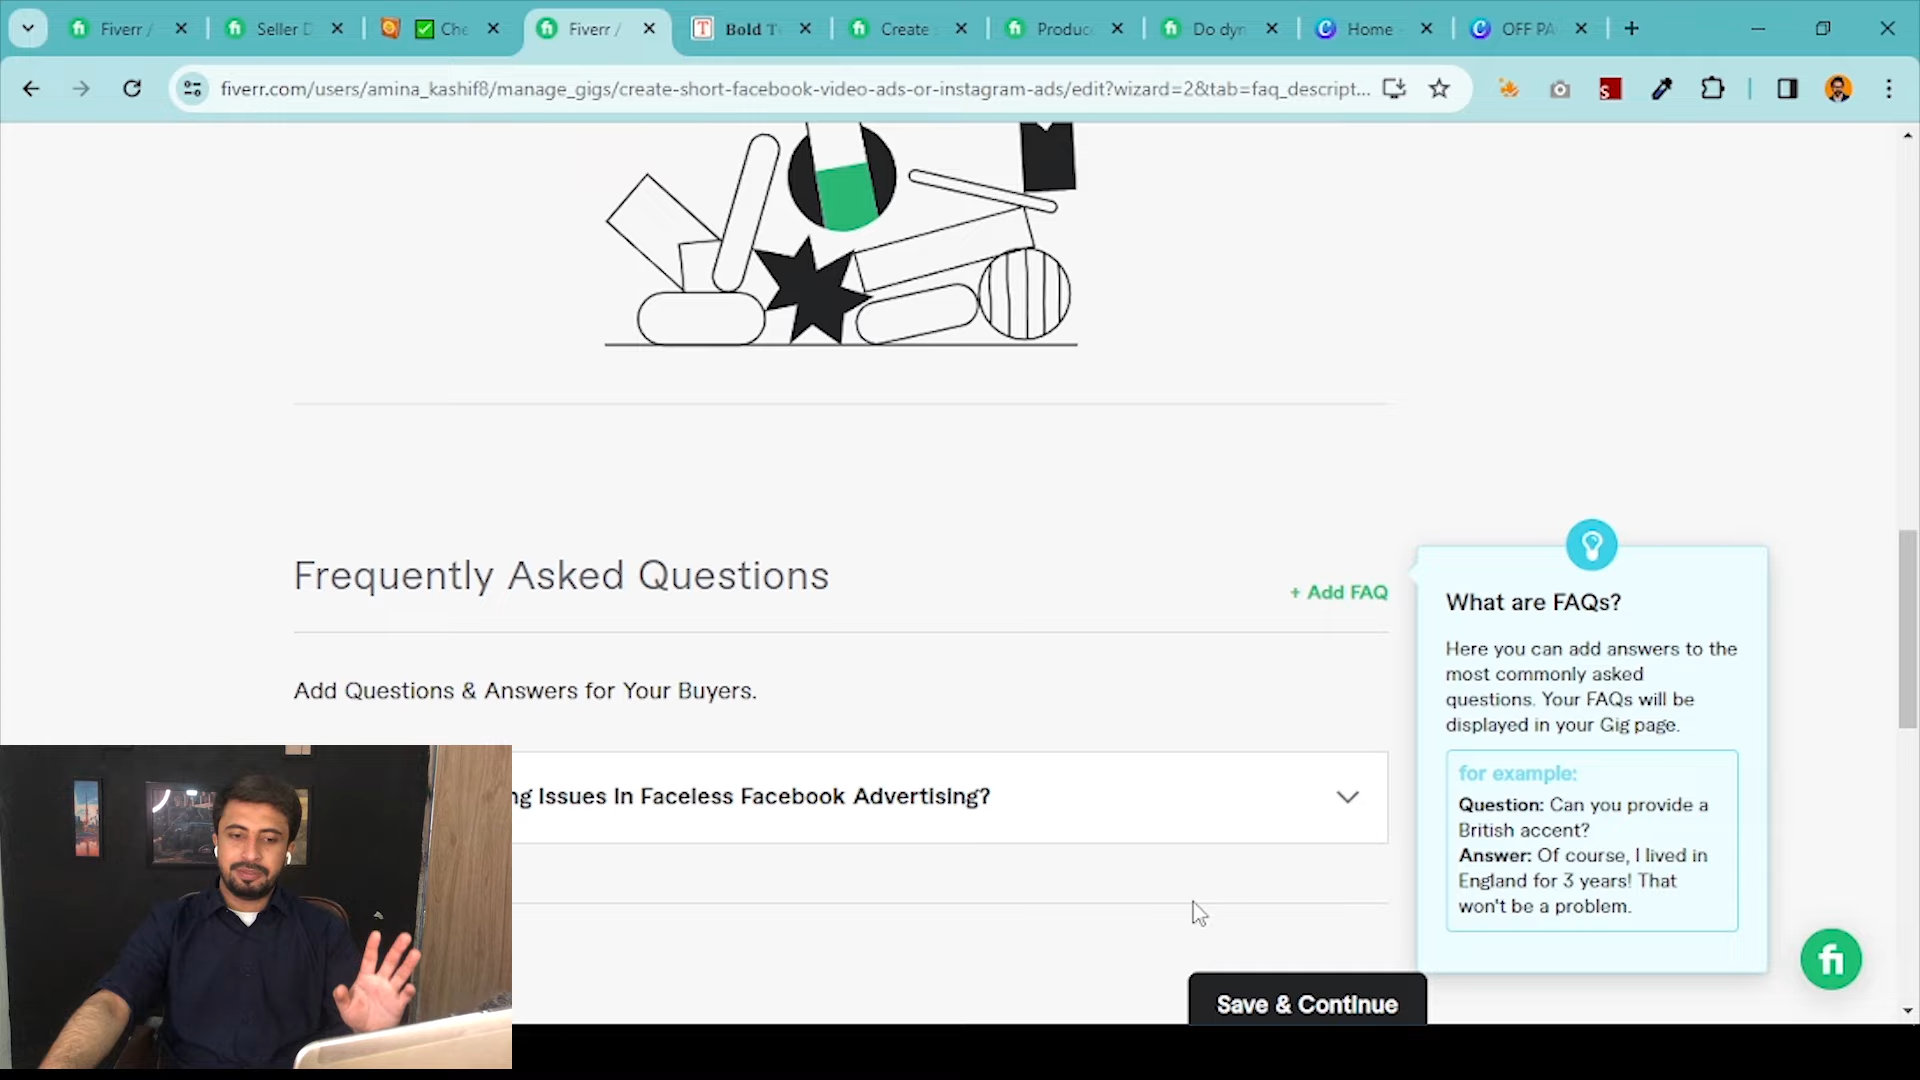 Fiverr /
Seller D
Che
Fiverr /
Bold T
Create
Produc
Do dyn
Home
OFF PA
fiverr.com/users/amina_kashif8/manage_gigs/create-short-facebook-video-ads-or-instagram-ads/edit?wizard=2&tab=faq_descript...
Frequently Asked Questions
+ Add FAQ
Add Questions & Answers for Your Buyers.
ng Issues In Faceless Facebook Advertising?
What are FAQs?
Here you can add answers to the
most commonly asked
questions. Your FAQs will be
displayed in your Gig page.
for example:
Question: Can you provide a
British accent?
Answer: Of course, I lived in
England for 3 years! That
won't be a problem.
fi
Save & Continue